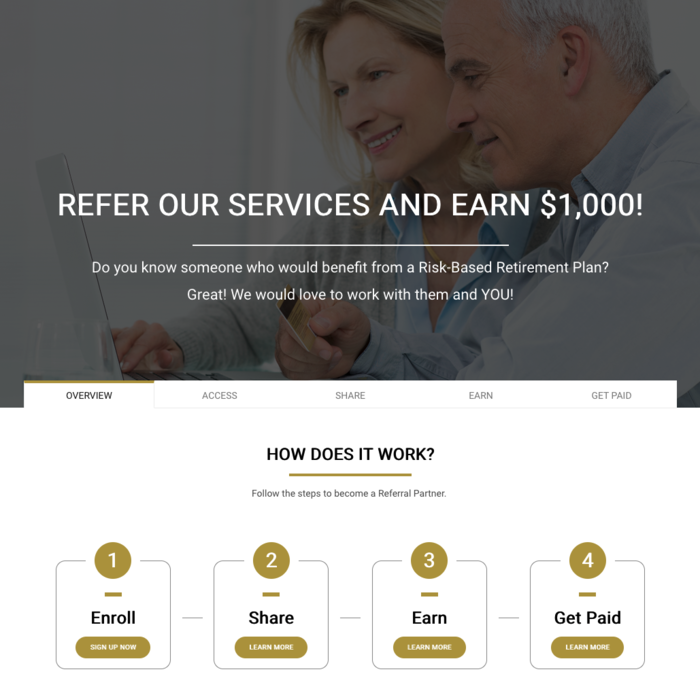 REFER OUR SERVICES AND EARN $1,000!
Do you know someone who would benefit from a Risk-Based Retirement Plan?
Great! We would love to work with them and YOU!
OVERVIEW ACCESS SHARE EARN GET PAID
HOW DOES IT WORK?
Follow the steps to become a Referral Partner.
1 2 3 4
Enroll Share Earn Get Paid
SIGN UP NOW LEARN MORE LEARN MORE LEARN MORE